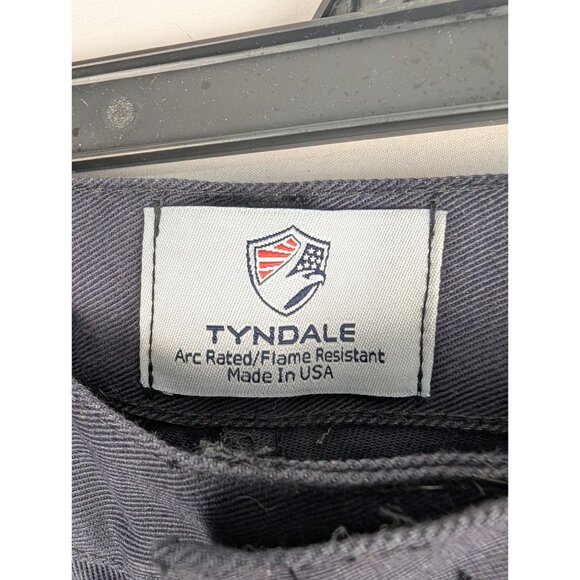 TYNDALE
Arc Rated/Flame Resistant
Made In USA